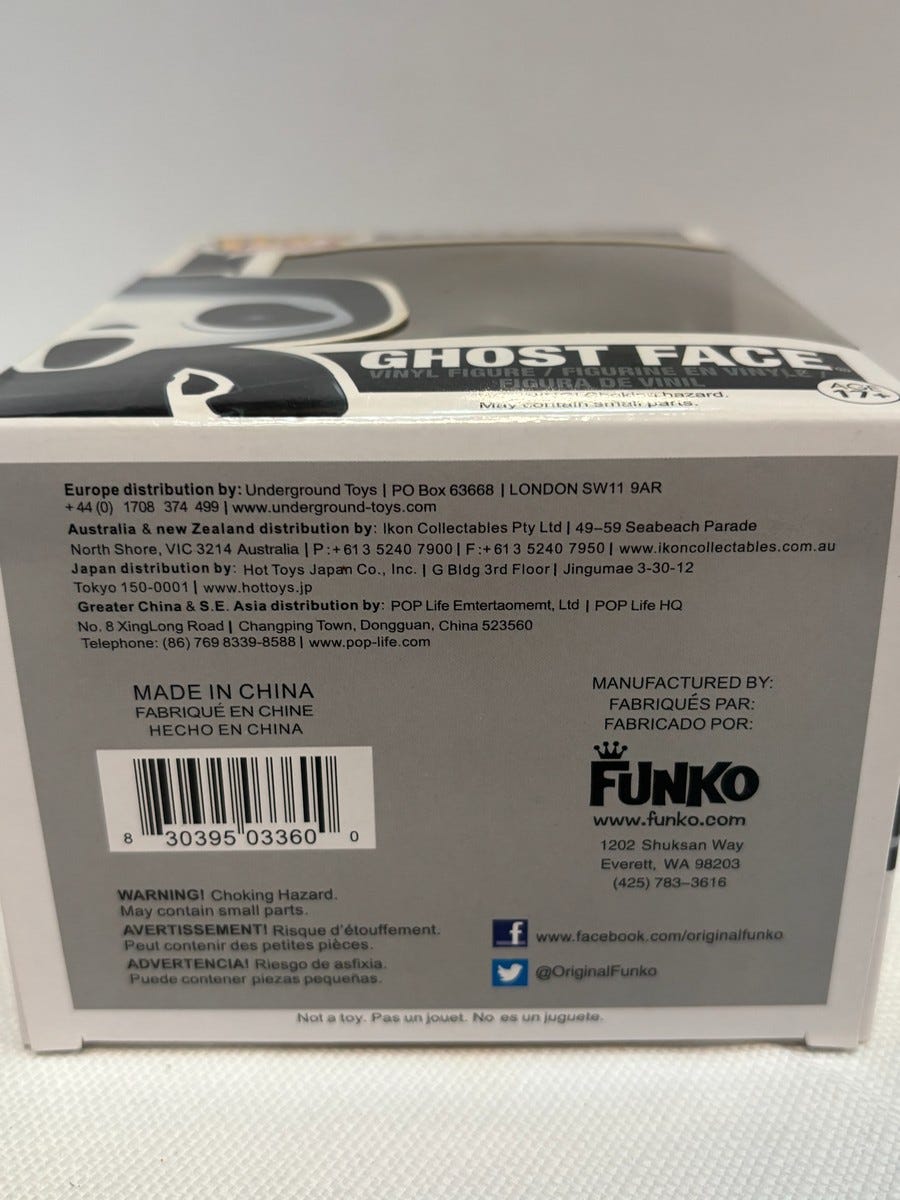 GHOST FACE
VINYL FIGURE / FIGURINE EN VINYLE
FIGURA DE VINIL
hazard.
May contain small parts.
AGE
17+
Europe distribution by: Underground Toys | PO Box 63668 | LONDON SW11 9AR
+ 44 (0) 1708 374 499 | www.underground-toys.com
Australia & new Zealand distribution by: Ikon Collectables Pty Ltd | 49–59 Seabeach Parade
North Shore, VIC 3214 Australia | P:+61 3 5240 7900 | F:+61 3 5240 7950 | www.ikoncollectables.com.au
Japan distribution by: Hot Toys Japan Co., Inc. | G Bldg 3rd Floor | Jingumae 3-30-12
Tokyo 150-0001 | www.hottoys.jp
Greater China & S.E. Asia distribution by: POP Life Emtertaomemt, Ltd | POP Life HQ
No. 8 XingLong Road | Changping Town, Dongguan, China 523560
Telephone: (86) 769 8339-8588 | www.pop-life.com
MADE IN CHINA
FABRIQUÉ EN CHINE
HECHO EN CHINA
8 30395 03360 0
MANUFACTURED BY:
FABRIQUÉS PAR:
FABRICADO POR:
FUNKO
www.funko.com
1202 Shuksan Way
Everett, WA 98203
(425) 783–3616
WARNING! Choking Hazard.
May contain small parts.
AVERTISSEMENT! Risque d'étouffement.
Peut contenir des petites pièces.
ADVERTENCIA! Riesgo de asfixia.
Puede contener piezas pequeñas.
f www.facebook.com/originalfunko
@OriginalFunko
Not a toy. Pas un jouet. No es un juguete.